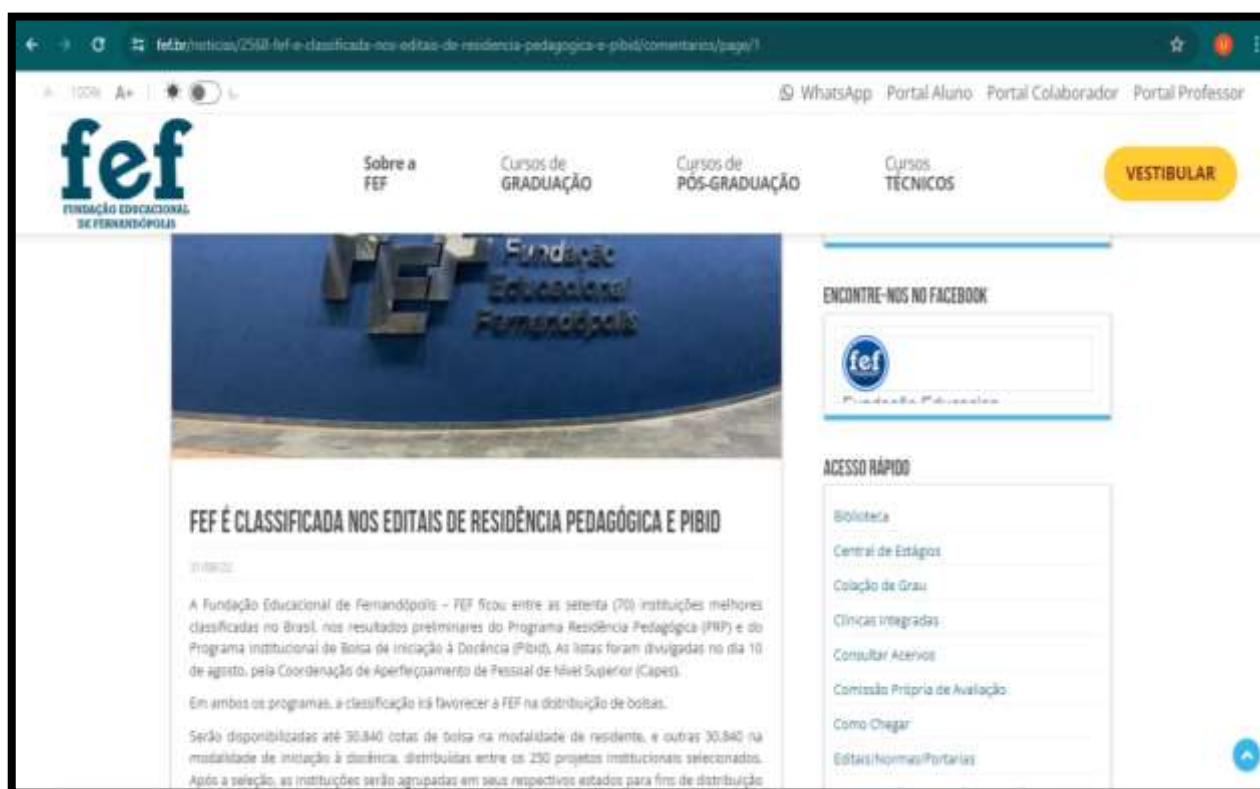 fef.br/noticias/2568-fef-e-classificada-nos-editais-de-residencia-pedagogica-e-pibid/comentarios/page/1
100% A+
WhatsApp Portal Aluno Portal Colaborador Portal Professor
fef
FUNDAÇÃO EDUCACIONAL
DE FERNANDÓPOLIS
Sobre a
FEF
Cursos de
GRADUAÇÃO
Cursos de
PÓS-GRADUAÇÃO
Cursos
TÉCNICOS
VESTIBULAR
FEF
Fundação
Educacional
Fernandópolis
FEF É CLASSIFICADA NOS EDITAIS DE RESIDÊNCIA PEDAGÓGICA E PIBID
A Fundação Educacional de Fernandópolis – FEF ficou entre as setenta (70) instituições melhores
classificadas no Brasil, nos resultados preliminares do Programa Residência Pedagógica (PRP) e do
Programa Institucional de Bolsa de Iniciação à Docência (Pibid). As listas foram divulgadas no dia 10
de agosto, pela Coordenação de Aperfeiçoamento de Pessoal de Nível Superior (Capes).
Em ambos os programas, a classificação irá favorecer a FEF na distribuição de bolsas.
Serão disponibilizadas até 30.840 cotas de bolsa na modalidade de residente, e outras 30.840 na
modalidade de iniciação à docência, distribuídas entre os 250 projetos institucionais selecionados.
Após a seleção, as instituições serão agrupadas em seus respectivos estados para fins de distribuição
ENCONTRE-NOS NO FACEBOOK
fef
ACESSO RÁPIDO
Biblioteca
Central de Estágios
Colação de Grau
Clínicas Integradas
Consultar Acervos
Comissão Própria de Avaliação
Como Chegar
Editais/Normas/Portarias